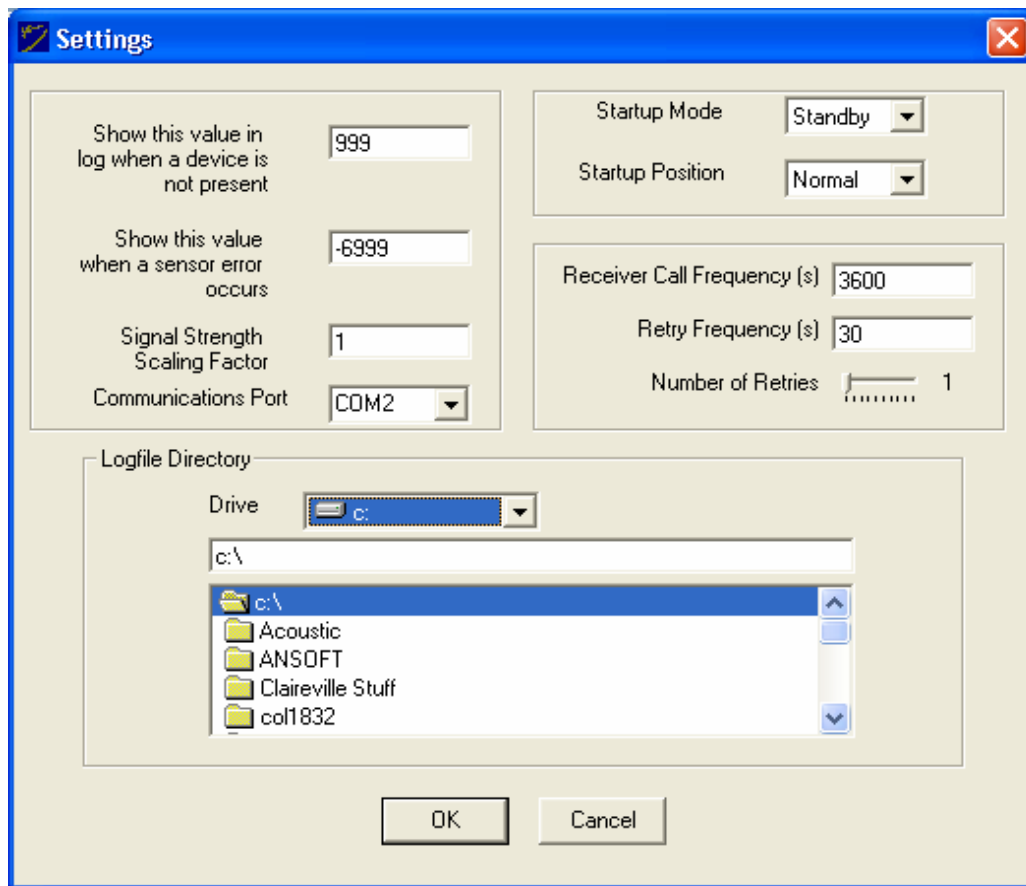 Settings
Show this value in
log when a device is
not present
999
Show this value
when a sensor error
occurs
-6999
Signal Strength
Scaling Factor
1
Communications Port
COM2
Startup Mode
Standby
Startup Position
Normal
Receiver Call Frequency (s)
3600
Retry Frequency (s)
30
Number of Retries
1
Logfile Directory
Drive
c:
c:\
c:\
Acoustic
ANSOFT
Claireville Stuff
col1832
OK
Cancel